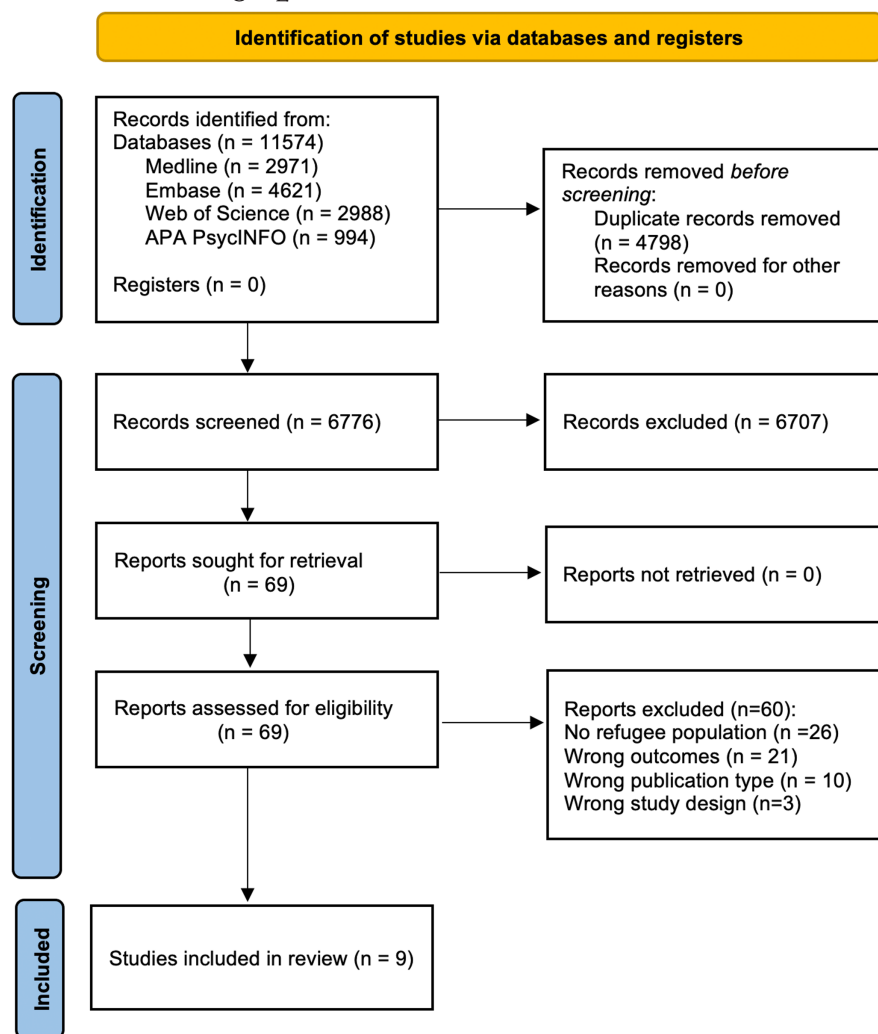 Identification of studies via databases and registers
Identification
Records identified from:
Databases (n = 11574)
Medline (n = 2971)
Embase (n = 4621)
Web of Science (n = 2988)
APA PsycINFO (n = 994)
Registers (n = 0)
Records removed before
screening:
Duplicate records removed
(n = 4798)
Records removed for other
reasons (n = 0)
Screening
Records screened (n = 6776)
Records excluded (n = 6707)
Reports sought for retrieval
(n = 69)
Reports not retrieved (n = 0)
Reports assessed for eligibility
(n = 69)
Reports excluded (n=60):
No refugee population (n =26)
Wrong outcomes (n = 21)
Wrong publication type (n = 10)
Wrong study design (n=3)
Included
Studies included in review (n = 9)